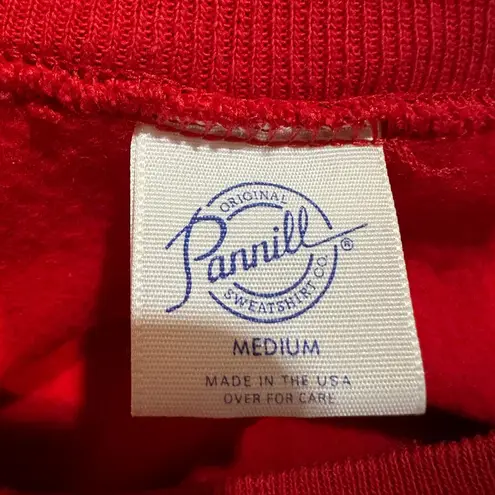 ORIGINAL
Pannill ®
SWEATSHIRT CO.
MEDIUM
MADE IN THE USA
OVER FOR CARE